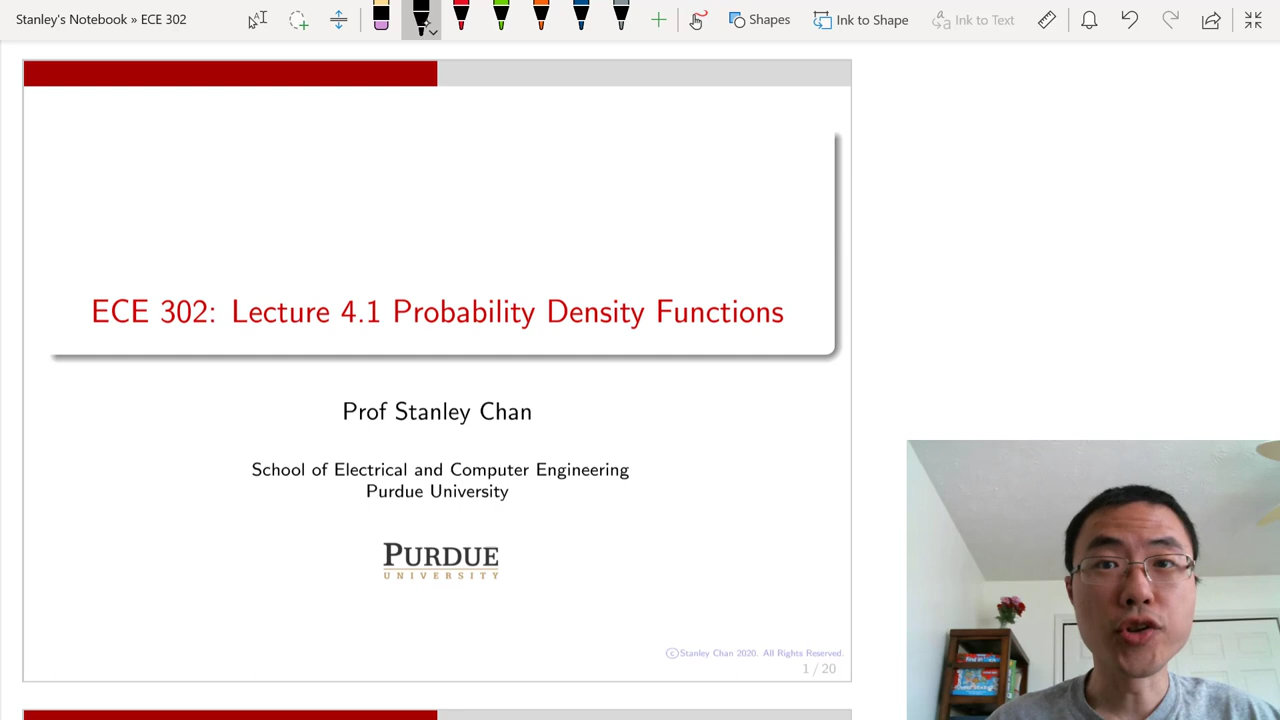 Stanley's Notebook » ECE 302
Shapes
Ink to Shape
Ink to Text
ECE 302: Lecture 4.1 Probability Density Functions
Prof Stanley Chan
School of Electrical and Computer Engineering
Purdue University
PURDUE
UNIVERSITY
©Stanley Chan 2020. All Rights Reserved.
1 / 20